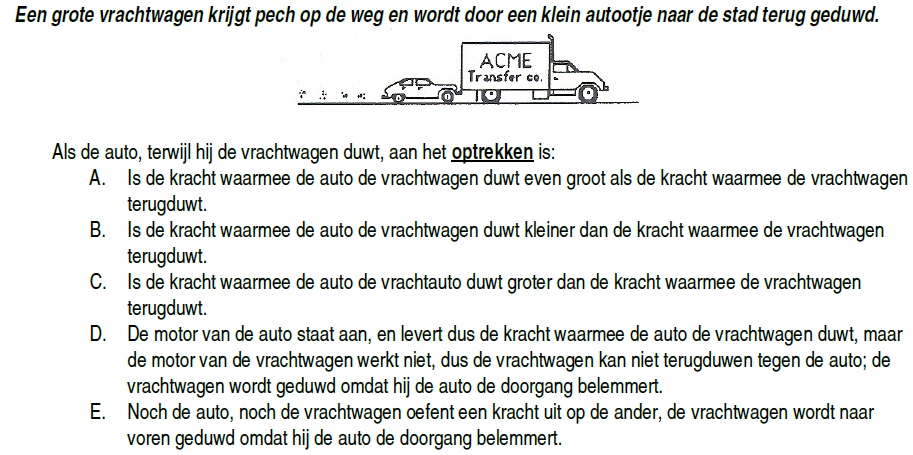 Een grote vrachtwagen krijgt pech op de weg en wordt door een klein autootje naar de stad terug geduwd.
ACME
Transfer co.
Als de auto, terwijl hij de vrachtwagen duwt, aan het optrekken is:
A. Is de kracht waarmee de auto de vrachtwagen duwt even groot als de kracht waarmee de vrachtwagen
terugduwt.
B. Is de kracht waarmee de auto de vrachtwagen duwt kleiner dan de kracht waarmee de vrachtwagen
terugduwt.
C. Is de kracht waarmee de auto de vrachtauto duwt groter dan de kracht waarmee de vrachtwagen
terugduwt.
D. De motor van de auto staat aan, en levert dus de kracht waarmee de auto de vrachtwagen duwt, maar
de motor van de vrachtwagen werkt niet, dus de vrachtwagen kan niet terugduwen tegen de auto; de
vrachtwagen wordt geduwd omdat hij de auto de doorgang belemmert.
E. Noch de auto, noch de vrachtwagen oefent een kracht uit op de ander, de vrachtwagen wordt naar
voren geduwd omdat hij de auto de doorgang belemmert.